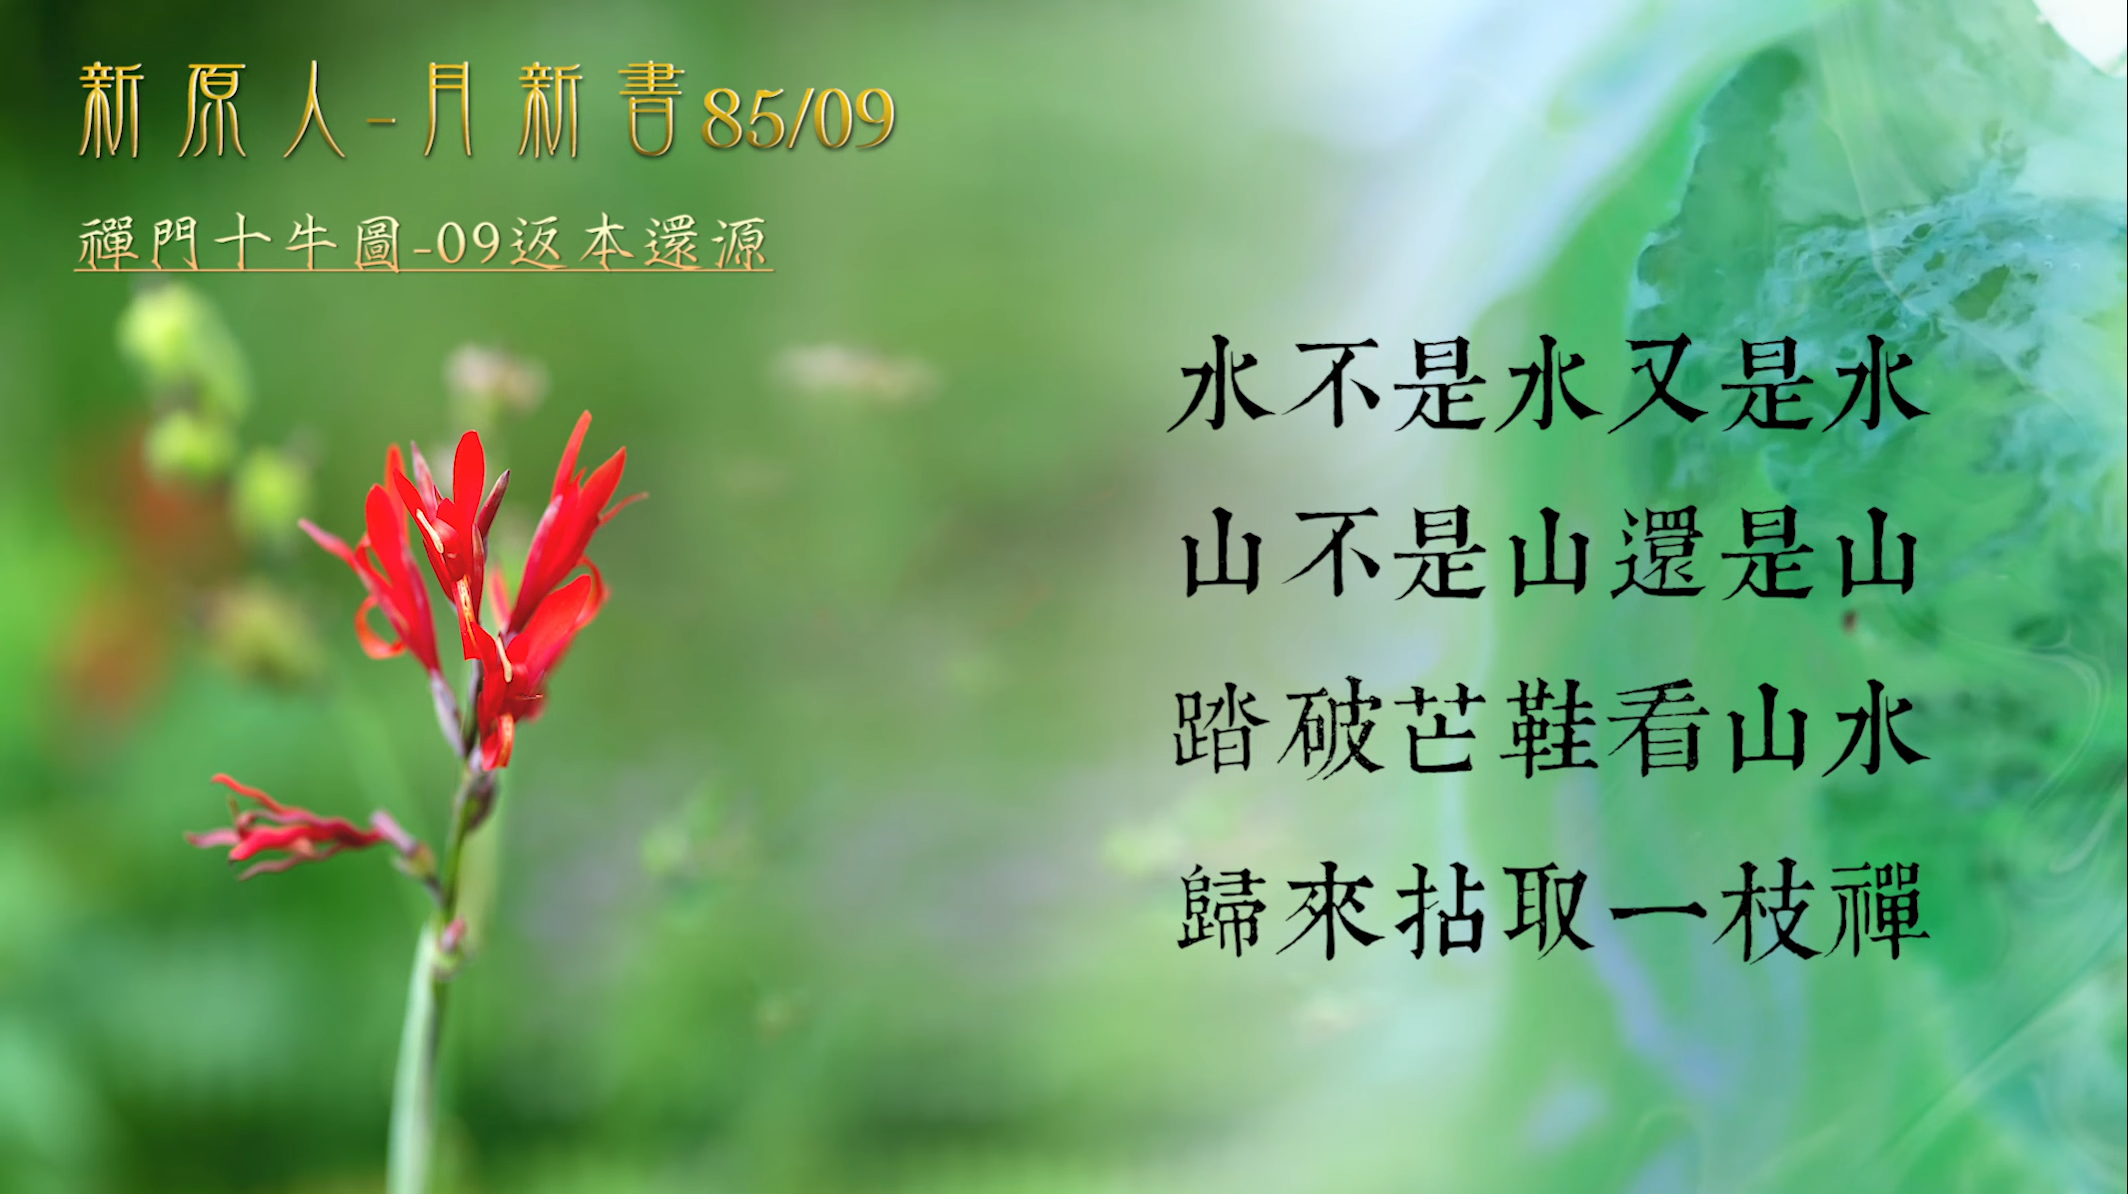 新原人-月新書85/09
禪門十牛圖-09返本還源
水不是水又是水
山不是山還是山
踏破芒鞋看山水
歸來拈取一枝禪